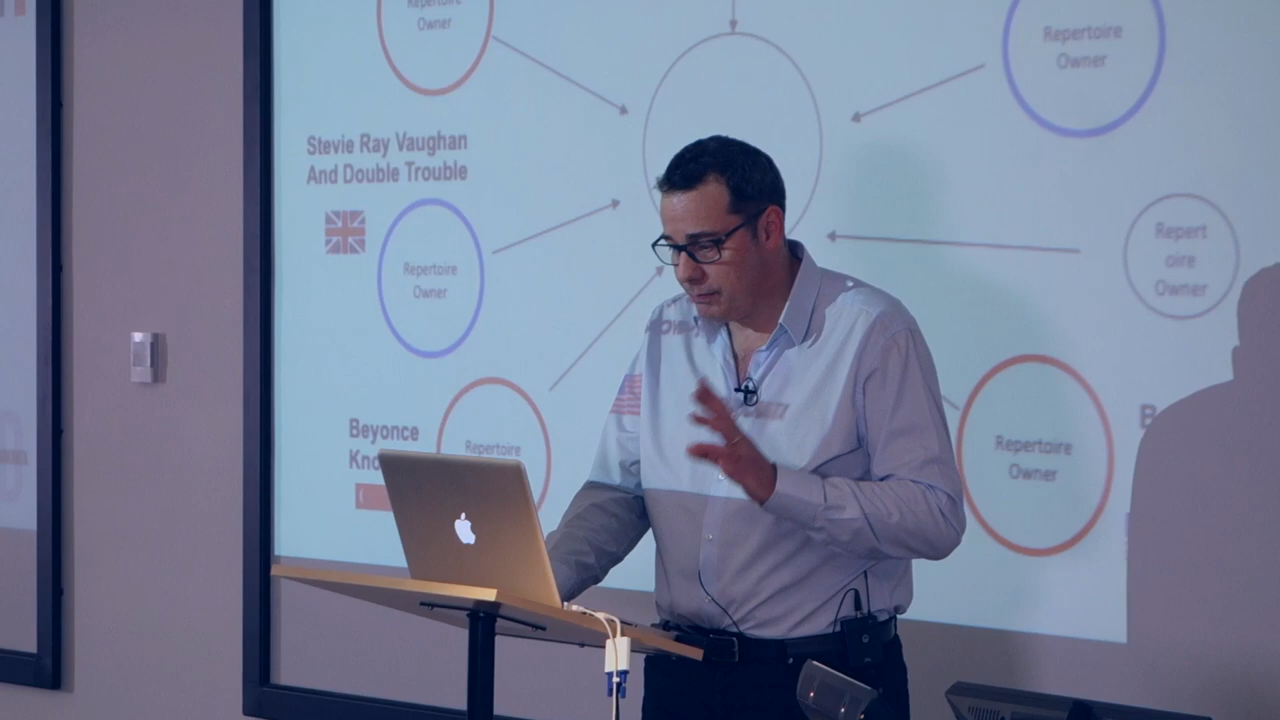 Repertoire
Owner
Repertoire
Owner
Stevie Ray Vaughan
And Double Trouble
Repertoire
Owner
Repert
oire
Owner
Beyonce
Kno
Repertoire
Repertoire
Owner
B